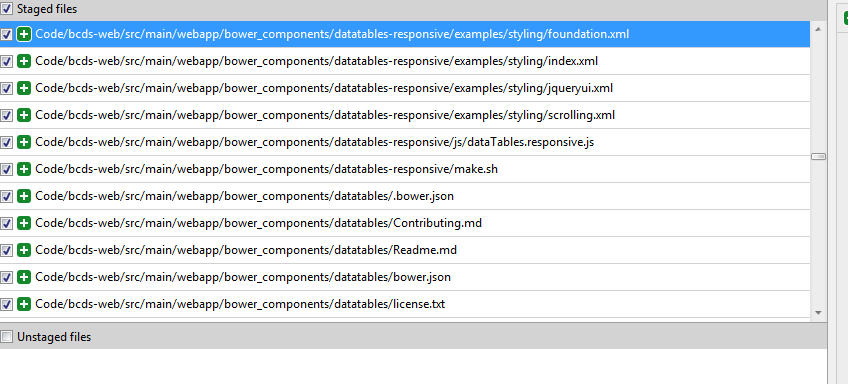 Staged files
Code/bcds-web/src/main/webapp/bower_components/datatables-responsive/examples/styling/foundation.xml
Code/bcds-web/src/main/webapp/bower_components/datatables-responsive/examples/styling/index.xml
Code/bcds-web/src/main/webapp/bower_components/datatables-responsive/examples/styling/jqueryui.xml
Code/bcds-web/src/main/webapp/bower_components/datatables-responsive/examples/styling/scrolling.xml
Code/bcds-web/src/main/webapp/bower_components/datatables-responsive/js/dataTables.responsive.js
Code/bcds-web/src/main/webapp/bower_components/datatables-responsive/make.sh
Code/bcds-web/src/main/webapp/bower_components/datatables/.bower.json
Code/bcds-web/src/main/webapp/bower_components/datatables/Contributing.md
Code/bcds-web/src/main/webapp/bower_components/datatables/Readme.md
Code/bcds-web/src/main/webapp/bower_components/datatables/bower.json
Code/bcds-web/src/main/webapp/bower_components/datatables/license.txt
Unstaged files